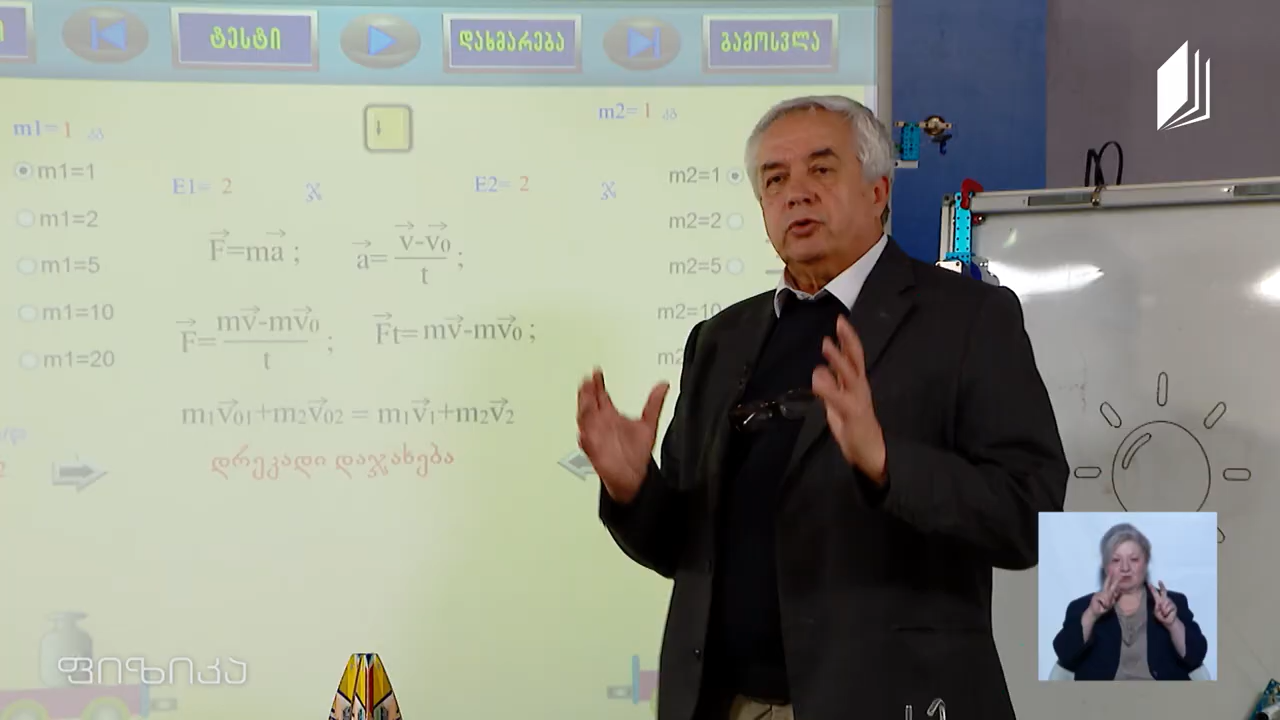 ტესტი დახმარება გამოსვლა
m1= 1 კგ m2= 1 კგ
m1=1 m2=1
E1= 2 ჯ E2= 2 ჯ
m1=2 m2=2
F=ma ; a= v-v0 / t ;
m1=5 m2=5
m1=10 m2=10
F= mv-mv0 / t ; Ft=mv-mv0 ;
m1=20
m1v01+m2v02 = m1v1+m2v2
დრეკადი დაჯახება
ფიზიკა